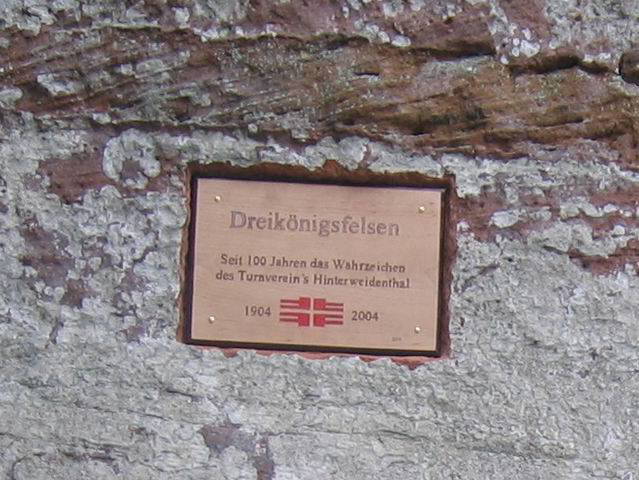 Dreikönigsfelsen
Seit 100 Jahren das Wahrzeichen
des Turnverein's Hinterweidenthal
1904 2004